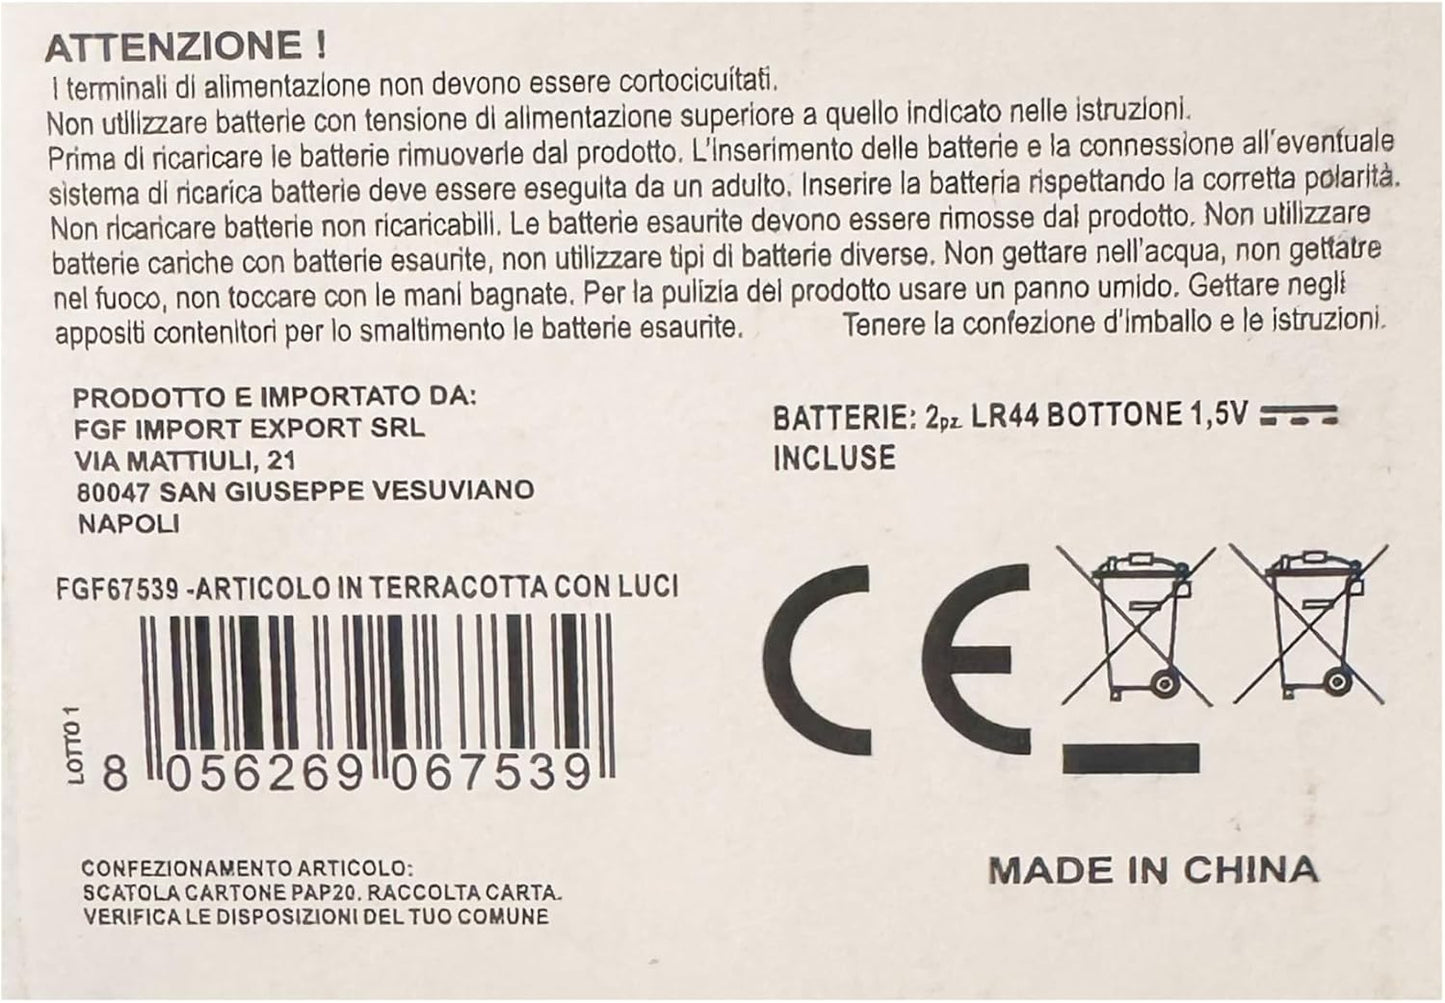 ATTENZIONE !
I terminali di alimentazione non devono essere cortocicuítati.
Non utilizzare batterie con tensione di alimentazione superiore a quello indicato nelle istruzioni.
Prima di ricaricare le batterie rimuoverle dal prodotto. L'inserimento delle batterie e la connessione all'eventuale
sistema di ricarica batterie deve essere eseguita da un adulto. Inserire la batteria rispettando la corretta polarità.
Non ricaricare batterie non ricaricabili. Le batterie esaurite devono essere rimosse dal prodotto. Non utilizzare
batterie cariche con batterie esaurite, non utilizzare tipi di batterie diverse. Non gettare nell'acqua, non gettatre
nel fuoco, non toccare con le mani bagnate. Per la pulizia del prodotto usare un panno umido. Gettare negli
appositi contenitori per lo smaltimento le batterie esaurite. Tenere la confezione d'imballo e le istruzioni.
PRODOTTO E IMPORTATO DA:
FGF IMPORT EXPORT SRL
VIA MATTIULI, 21
80047 SAN GIUSEPPE VESUVIANO
NAPOLI
BATTERIE: 2pz LR44 BOTTONE 1,5V
INCLUSE
FGF67539 -ARTICOLO IN TERRACOTTA CON LUCI
LOTTO 1
8 056269 067539
CE
CONFEZIONAMENTO ARTICOLO:
SCATOLA CARTONE PAP20. RACCOLTA CARTA.
VERIFICA LE DISPOSIZIONI DEL TUO COMUNE
MADE IN CHINA